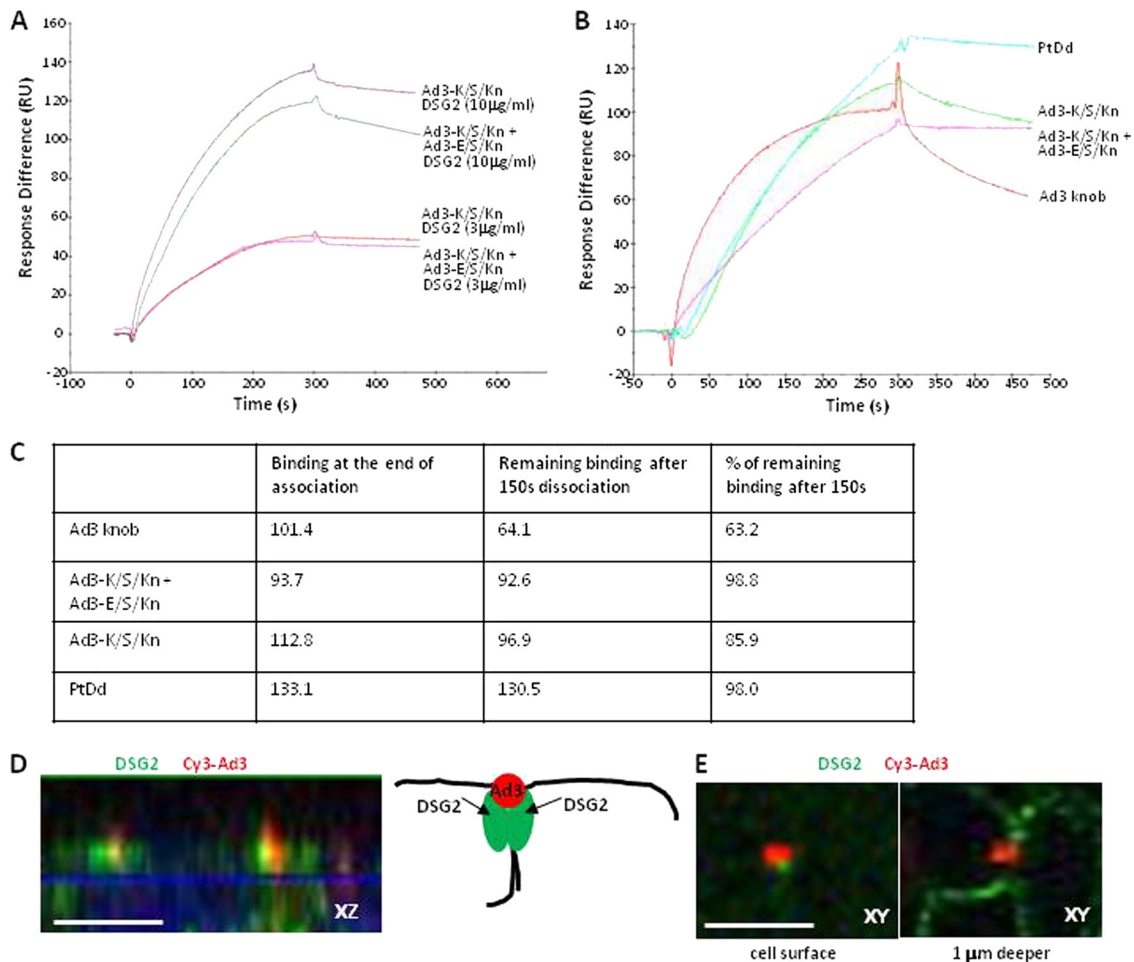 A
Response Difference (RU)
160
140
120
100
80
60
40
20
0
-20
-100
0
100
200
300
400
500
600
Time (s)
Ad3-K/S/Kn
DSG2 (10µg/ml)
Ad3-K/S/Kn +
Ad3-E/S/Kn
DSG2 (10µg/ml)
Ad3-K/S/Kn
DSG2 (3µg/ml)
Ad3-K/S/Kn +
Ad3-E/S/Kn
DSG2 (3µg/ml)
B
Response Difference (RU)
140
120
100
80
60
40
20
0
-20
-50
0
50
100
150
200
250
300
350
400
450
500
Time (s)
PtDd
Ad3-K/S/Kn
Ad3-K/S/Kn +
Ad3-E/S/Kn
Ad3 knob
C
Binding at the end of
association
Remaining binding after
150s dissociation
% of remaining
binding after 150s
Ad3 knob
101.4
64.1
63.2
Ad3-K/S/Kn +
Ad3-E/S/Kn
93.7
92.6
98.8
Ad3-K/S/Kn
112.8
96.9
85.9
PtDd
133.1
130.5
98.0
D
DSG2 Cy3-Ad3
XZ
Ad3
DSG2
DSG2
E
DSG2 Cy3-Ad3
XY
XY
cell surface
1 µm deeper